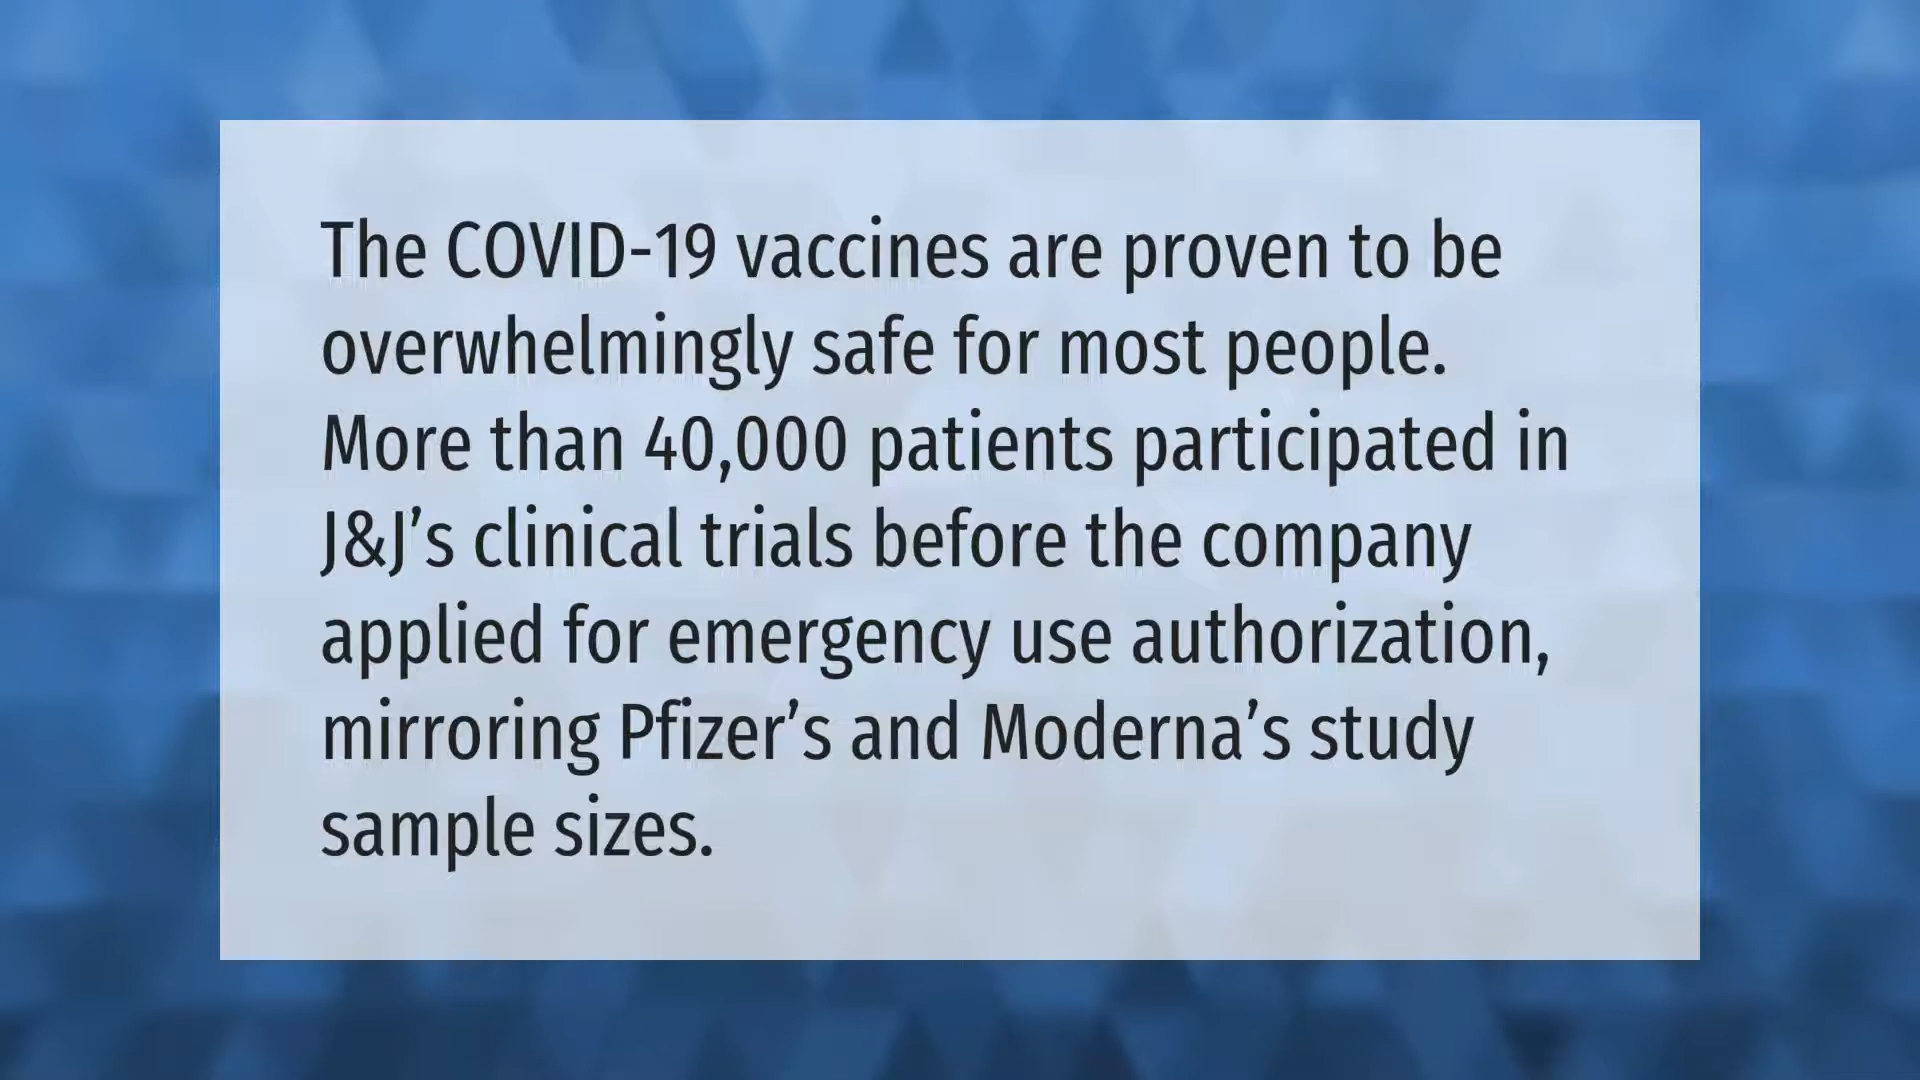 The COVID-19 vaccines are proven to be
overwhelmingly safe for most people.
More than 40,000 patients participated in
J&J’s clinical trials before the company
applied for emergency use authorization,
mirroring Pfizer’s and Moderna’s study
sample sizes.